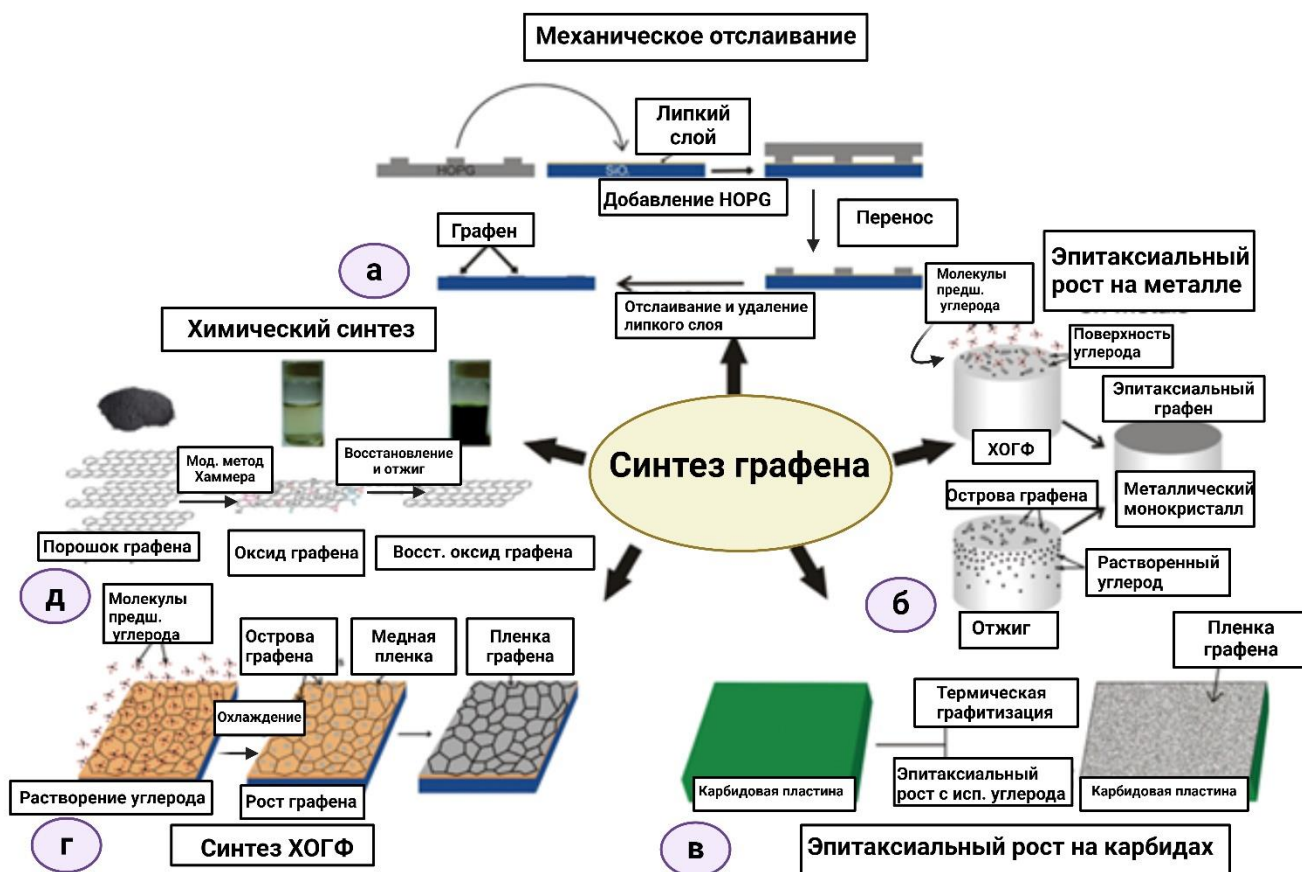 Механическое отслаивание
Липкий
слой
HOPG
SiO₂
Добавление HOPG
Перенос
Графен
а
Отслаивание и удаление
липкого слоя
Эпитаксиальный
рост на металле
Молекулы
предш.
углерода
Поверхность
углерода
Эпитаксиальный
графен
ХОГФ
Металлический
монокристалл
Острова графена
Растворенный
углерод
б
Отжиг
Химический синтез
Мод. метод
Хаммера
Восстановление
и отжиг
Порошок графена
Оксид графена
Восст. оксид графена
д
Синтез графена
Молекулы
предш.
углерода
Острова
графена
Медная
пленка
Пленка
графена
Охлаждение
Растворение углерода
Рост графена
г
Синтез ХОГФ
Пленка
графена
Термическая
графитизация
Эпитаксиальный
рост с исп. углерода
Карбидовая пластина
Карбидовая пластина
в
Эпитаксиальный рост на карбидах